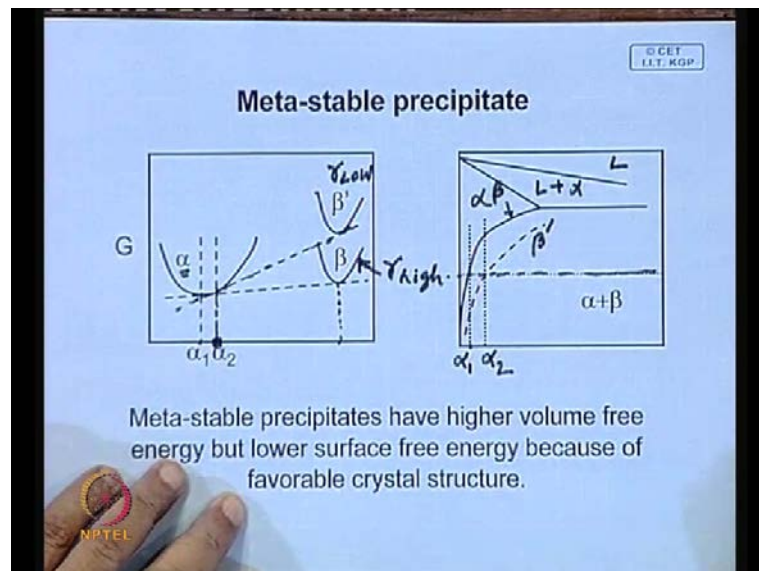 © CET
I.I.T. KGP
Meta-stable precipitate
γLow
β'
G
α
β
γhigh
α₁ α₂
L
αβ
L+α
β'
α+β
α₁ α₂
Meta-stable precipitates have higher volume free
energy but lower surface free energy because of
favorable crystal structure.
NPTEL